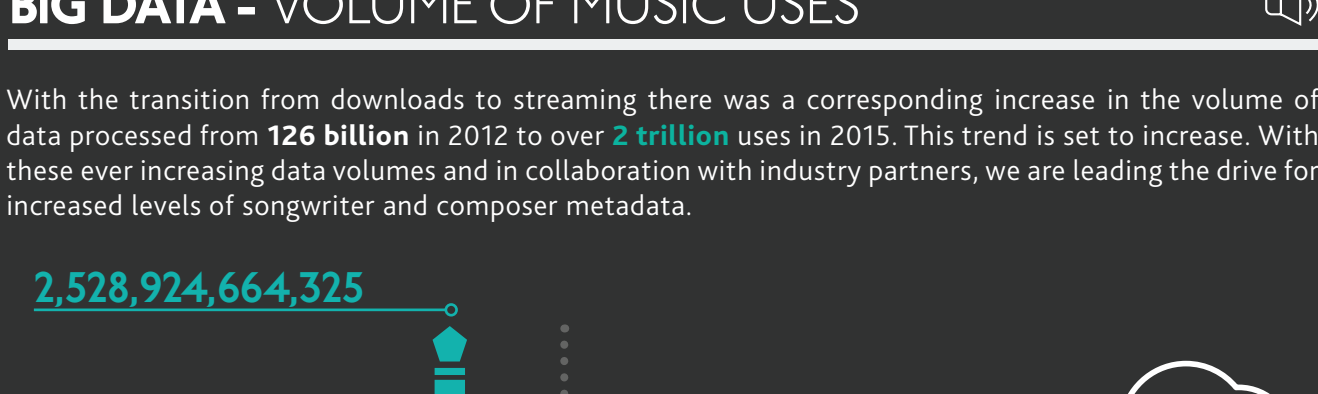 BIG DATA - VOLUME OF MUSIC USES
With the transition from downloads to streaming there was a corresponding increase in the volume of
data processed from 126 billion in 2012 to over 2 trillion uses in 2015. This trend is set to increase. With
these ever increasing data volumes and in collaboration with industry partners, we are leading the drive for
increased levels of songwriter and composer metadata.
2,528,924,664,325